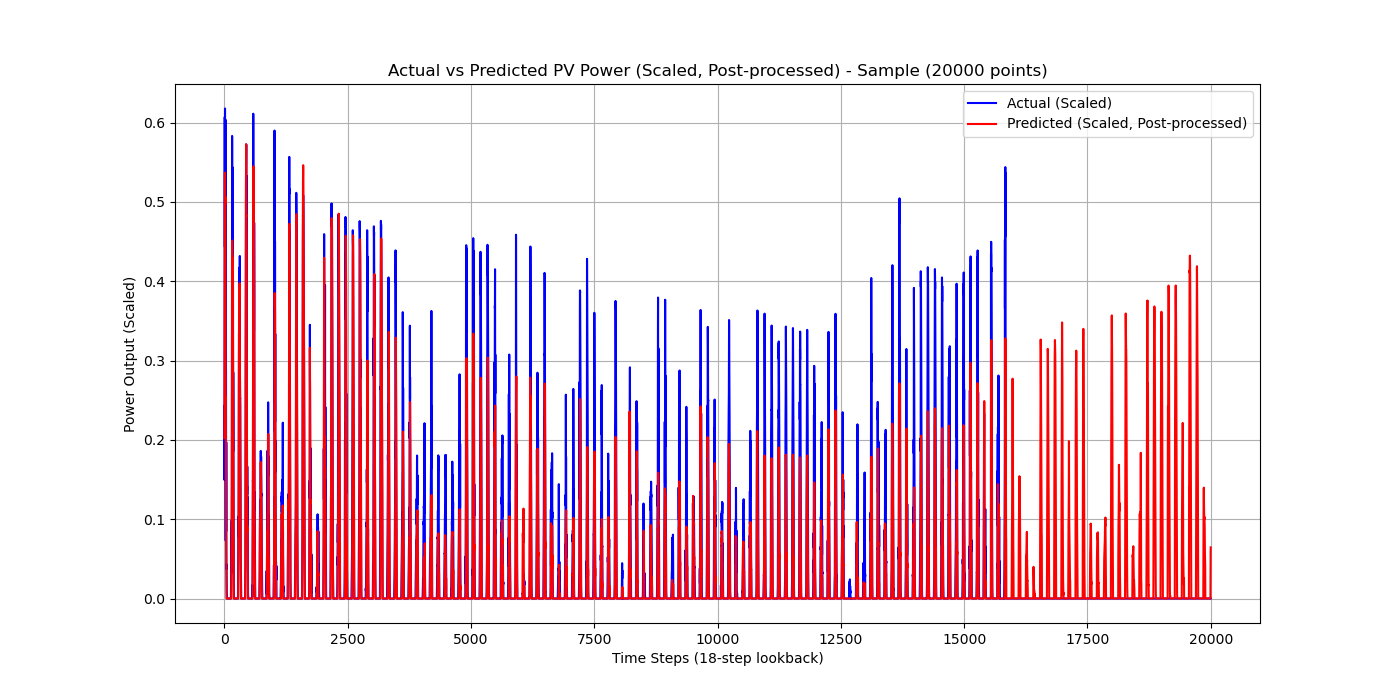 Actual vs Predicted PV Power (Scaled, Post-processed) - Sample (20000 points)
Actual (Scaled)
Predicted (Scaled, Post-processed)
Power Output (Scaled)
0.6
0.5
0.4
0.3
0.2
0.1
0.0
0 2500 5000 7500 10000 12500 15000 17500 20000
Time Steps (18-step lookback)